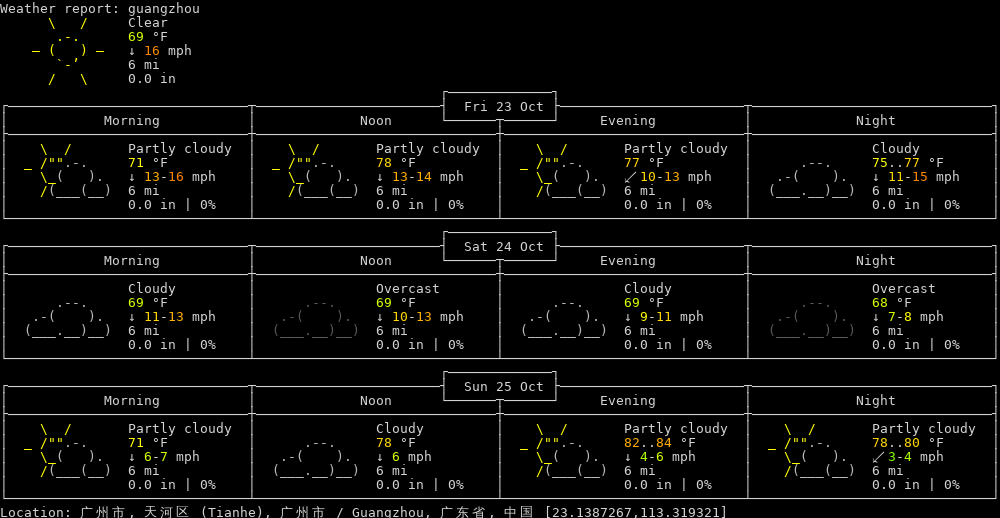 Weather report: guangzhou
Clear
69 °F
↓ 16 mph
6 mi
0.0 in
Fri 23 Oct
Morning Noon Evening Night
Partly cloudy Partly cloudy Partly cloudy Cloudy
71 °F 78 °F 77 °F 75..77 °F
↓ 13-16 mph ↓ 13-14 mph ↙ 10-13 mph ↓ 11-15 mph
6 mi 6 mi 6 mi 6 mi
0.0 in | 0% 0.0 in | 0% 0.0 in | 0% 0.0 in | 0%
Sat 24 Oct
Morning Noon Evening Night
Cloudy Overcast Cloudy Overcast
69 °F 69 °F 69 °F 68 °F
↓ 11-13 mph ↓ 10-13 mph ↓ 9-11 mph ↓ 7-8 mph
6 mi 6 mi 6 mi 6 mi
0.0 in | 0% 0.0 in | 0% 0.0 in | 0% 0.0 in | 0%
Sun 25 Oct
Morning Noon Evening Night
Partly cloudy Cloudy Partly cloudy Partly cloudy
71 °F 78 °F 82..84 °F 78..80 °F
↓ 6-7 mph ↓ 6 mph ↓ 4-6 mph ↙ 3-4 mph
6 mi 6 mi 6 mi 6 mi
0.0 in | 0% 0.0 in | 0% 0.0 in | 0% 0.0 in | 0%
Location: 广州市, 天河区 (Tianhe), 广州市 / Guangzhou, 广东省, 中国 [23.1387267,113.319321]